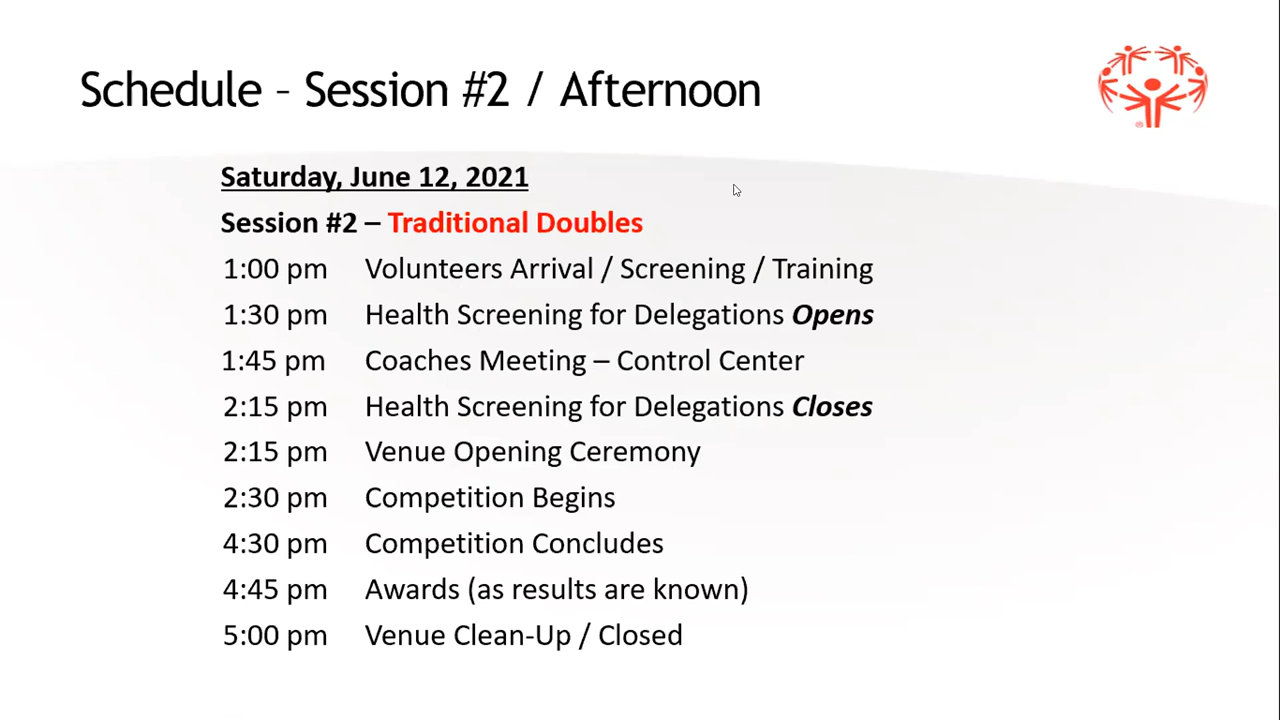 Schedule – Session #2 / Afternoon
Saturday, June 12, 2021
Session #2 – Traditional Doubles
1:00 pm Volunteers Arrival / Screening / Training
1:30 pm Health Screening for Delegations Opens
1:45 pm Coaches Meeting – Control Center
2:15 pm Health Screening for Delegations Closes
2:15 pm Venue Opening Ceremony
2:30 pm Competition Begins
4:30 pm Competition Concludes
4:45 pm Awards (as results are known)
5:00 pm Venue Clean-Up / Closed